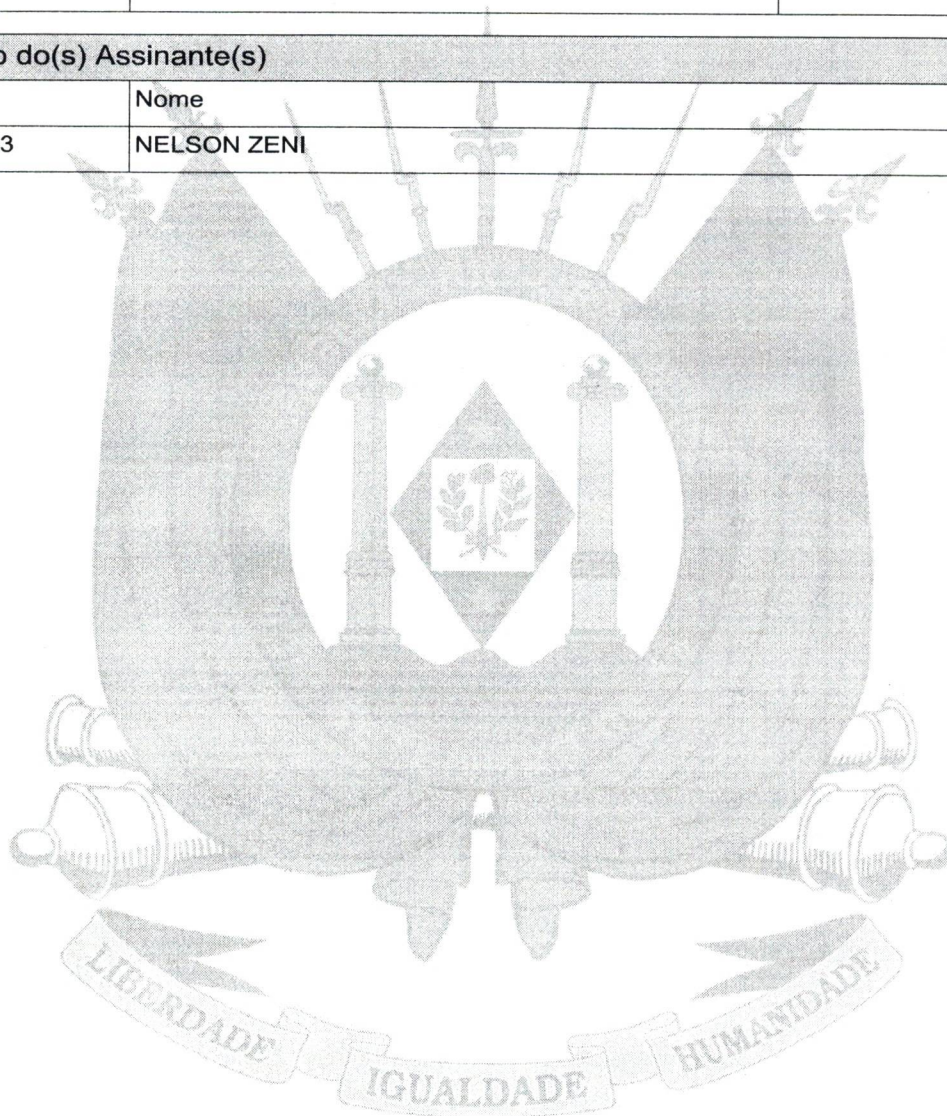 o do(s) Assinante(s)
Nome
3 NELSON ZENI
LIBERDADE
IGUALDADE
HUMANIDADE